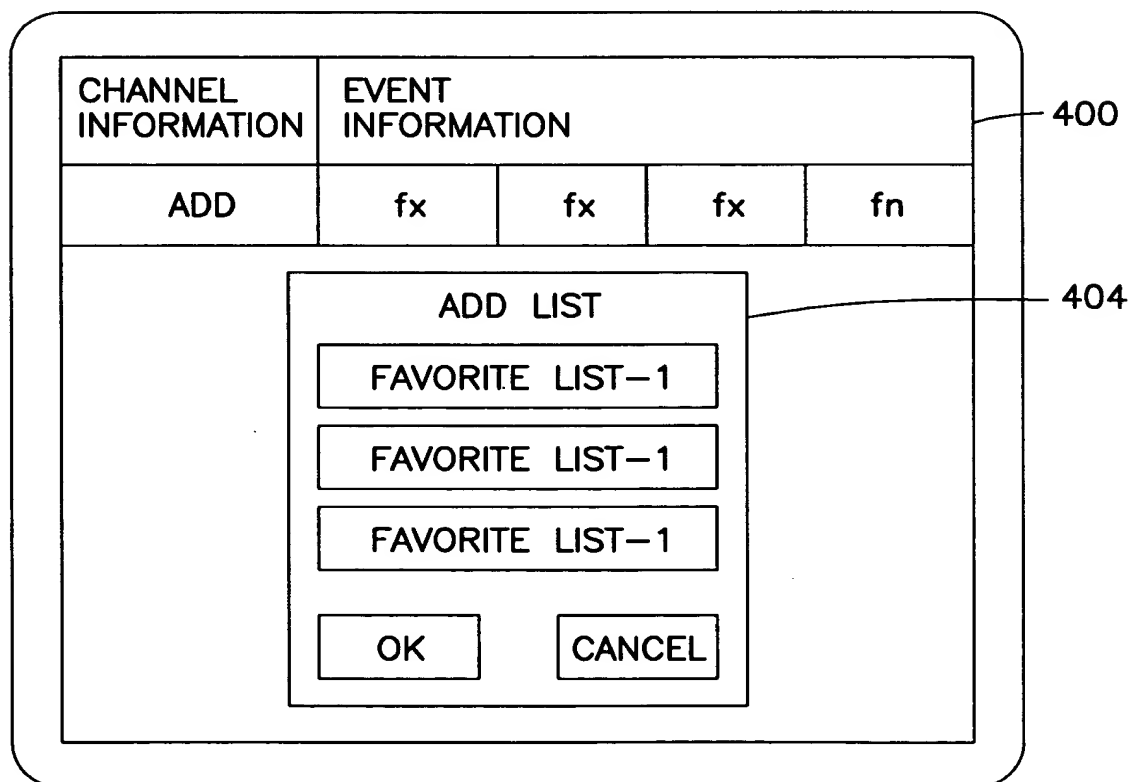 CHANNEL
INFORMATION
EVENT
INFORMATION
400
ADD
fx
fx
fx
fn
404
ADD LIST
FAVORITE LIST-1
FAVORITE LIST-1
FAVORITE LIST-1
OK
CANCEL